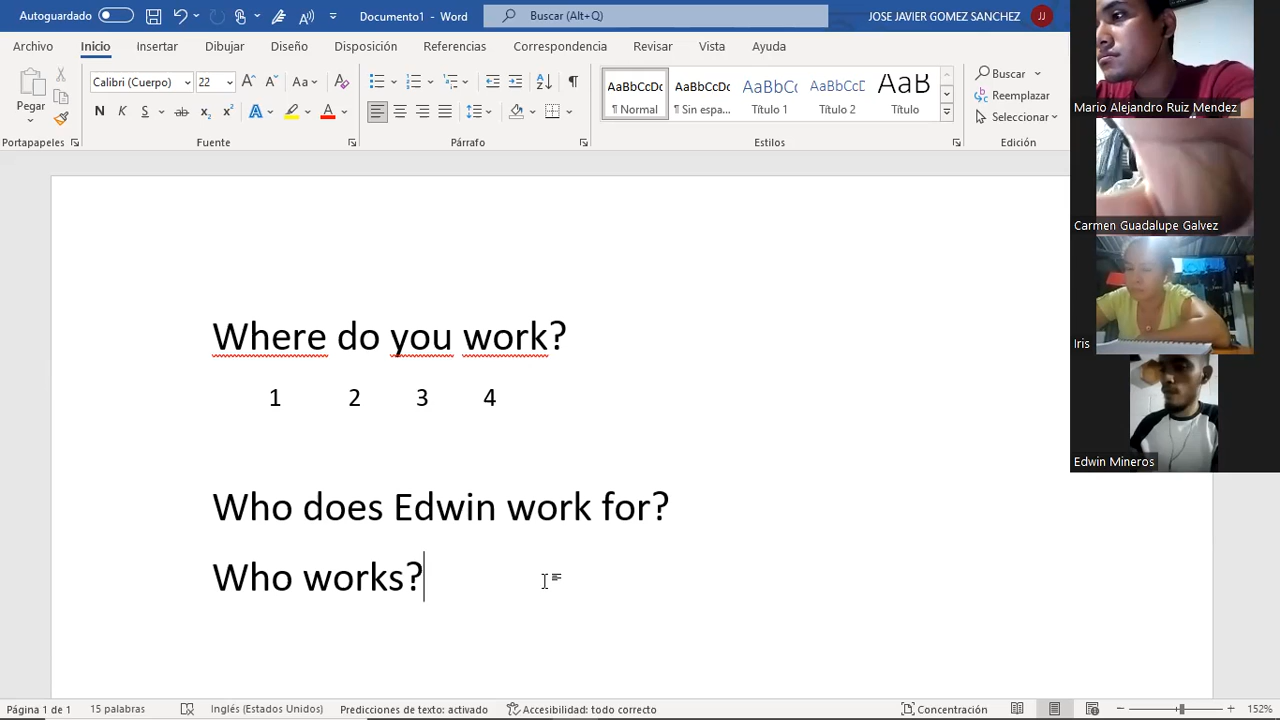 Autoguardado
Documento1 - Word
Buscar (Alt+Q)
JOSE JAVIER GOMEZ SANCHEZ
JJ
Archivo Inicio Insertar Dibujar Diseño Disposición Referencias Correspondencia Revisar Vista Ayuda
Pegar
Calibri (Cuerpo) 22
AaBbCcDc AaBbCcDc AaBbCc AaBbCcD AaB
¶ Normal ¶ Sin espa... Título 1 Título 2 Título
Buscar
Reemplazar
Seleccionar
Portapapeles Fuente Párrafo Estilos Edición
Where do you work?
1 2 3 4
Who does Edwin work for?
Who works?
Mario Alejandro Ruiz Mendez
Carmen Guadalupe Galvez
Iris
Edwin Mineros
Página 1 de 1 15 palabras Inglés (Estados Unidos) Predicciones de texto: activado Accesibilidad: todo correcto Concentración 152%